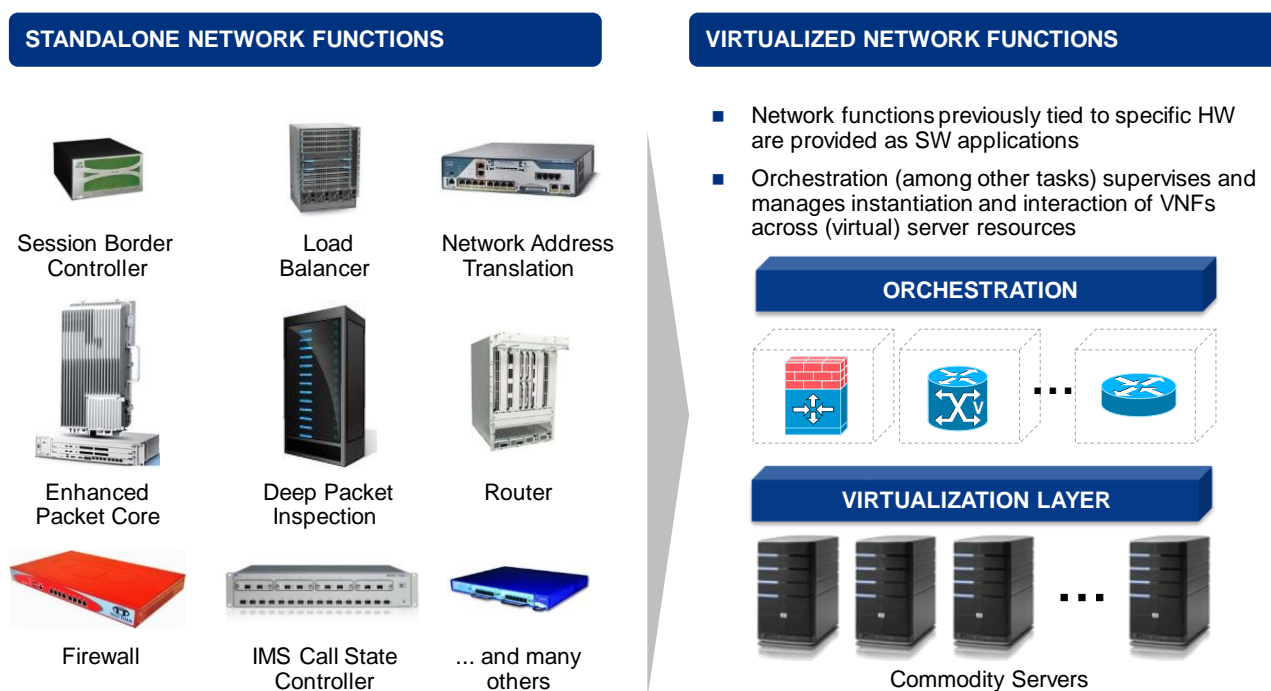 STANDALONE NETWORK FUNCTIONS
Session Border
Controller
Load
Balancer
Network Address
Translation
Enhanced
Packet Core
Deep Packet
Inspection
Router
Firewall
IMS Call State
Controller
... and many
others
VIRTUALIZED NETWORK FUNCTIONS
Network functions previously tied to specific HW
are provided as SW applications
Orchestration (among other tasks) supervises and
manages instantiation and interaction of VNFs
across (virtual) server resources
ORCHESTRATION
V
...
VIRTUALIZATION LAYER
...
Commodity Servers